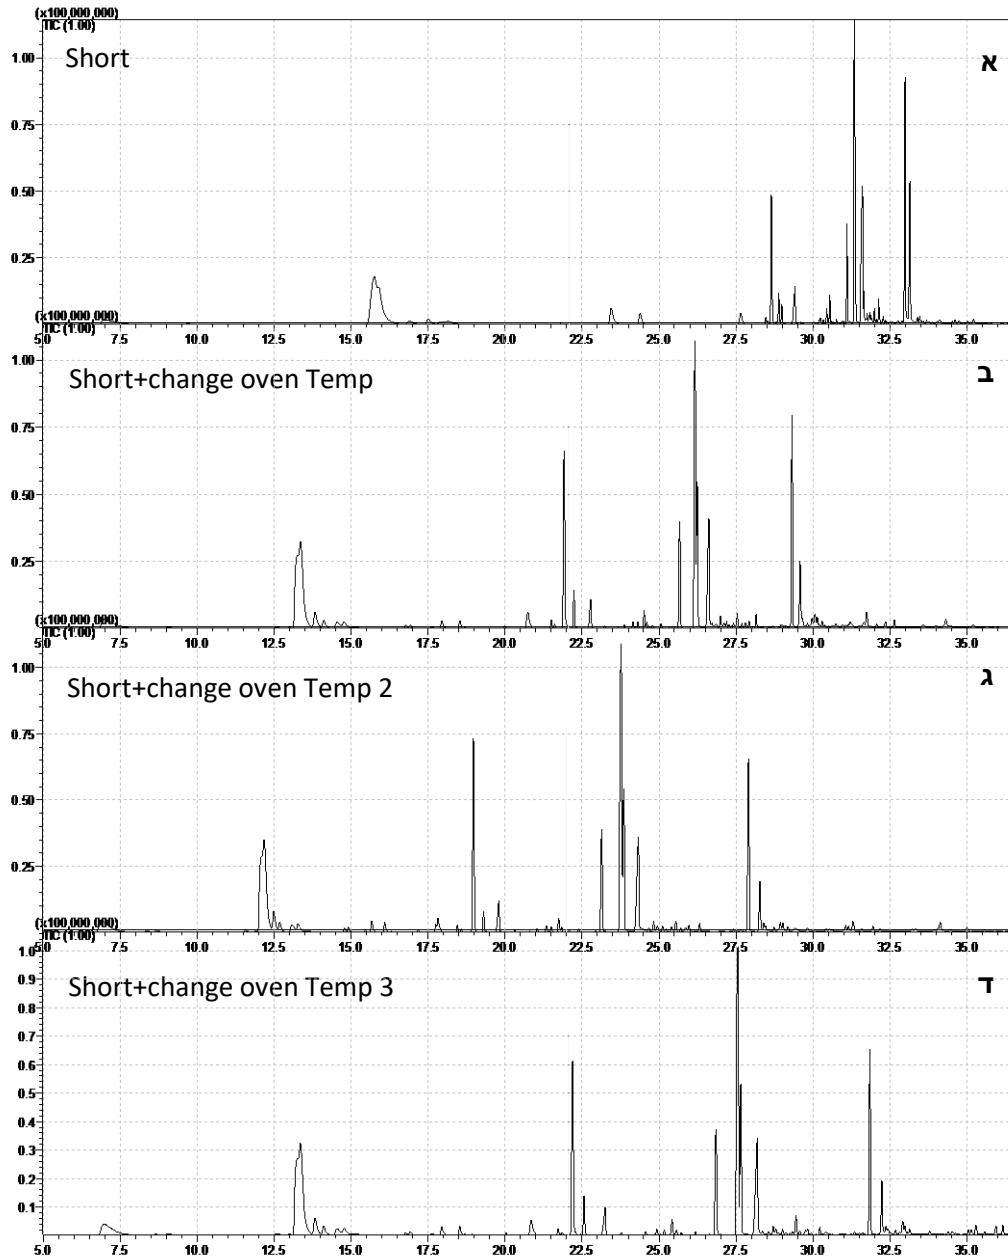 (x100,000,000)
TIC (1.00)
Short
א
1.00
0.75
0.50
0.25
5.0 7.5 10.0 12.5 15.0 17.5 20.0 22.5 25.0 27.5 30.0 32.5 35.0
(x100,000,000)
TIC (1.00)
Short+change oven Temp
ב
1.00
0.75
0.50
0.25
5.0 7.5 10.0 12.5 15.0 17.5 20.0 22.5 25.0 27.5 30.0 32.5 35.0
(x100,000,000)
TIC (1.00)
Short+change oven Temp 2
ג
1.00
0.75
0.50
0.25
5.0 7.5 10.0 12.5 15.0 17.5 20.0 22.5 25.0 27.5 30.0 32.5 35.0
(x100,000,000)
TIC (1.00)
Short+change oven Temp 3
ד
1.0
0.9
0.8
0.7
0.6
0.5
0.4
0.3
0.2
0.1
5.0 7.5 10.0 12.5 15.0 17.5 20.0 22.5 25.0 27.5 30.0 32.5 35.0